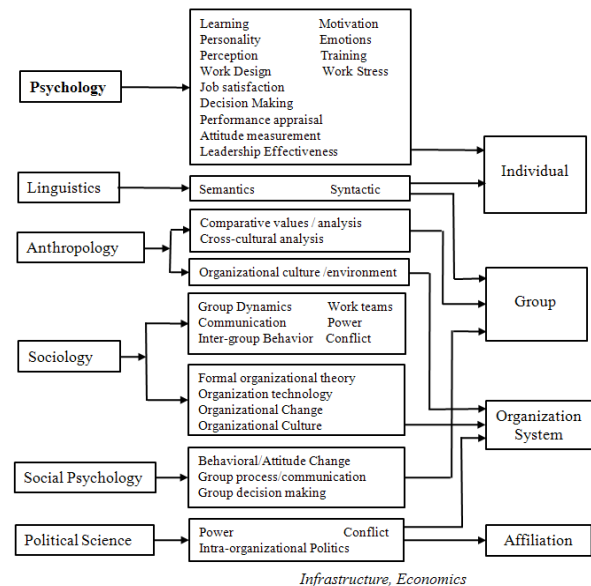 Psychology
Learning Motivation
Personality Emotions
Perception Training
Work Design Work Stress
Job satisfaction
Decision Making
Performance appraisal
Attitude measurement
Leadership Effectiveness
Individual
Linguistics
Semantics Syntactic
Anthropology
Comparative values / analysis
Cross-cultural analysis
Organizational culture /environment
Group
Sociology
Group Dynamics Work teams
Communication Power
Inter-group Behavior Conflict
Formal organizational theory
Organization technology
Organizational Change
Organizational Culture
Organization
System
Social Psychology
Behavioral/Attitude Change
Group process/communication
Group decision making
Political Science
Power Conflict
Intra-organizational Politics
Affiliation
Infrastructure, Economics